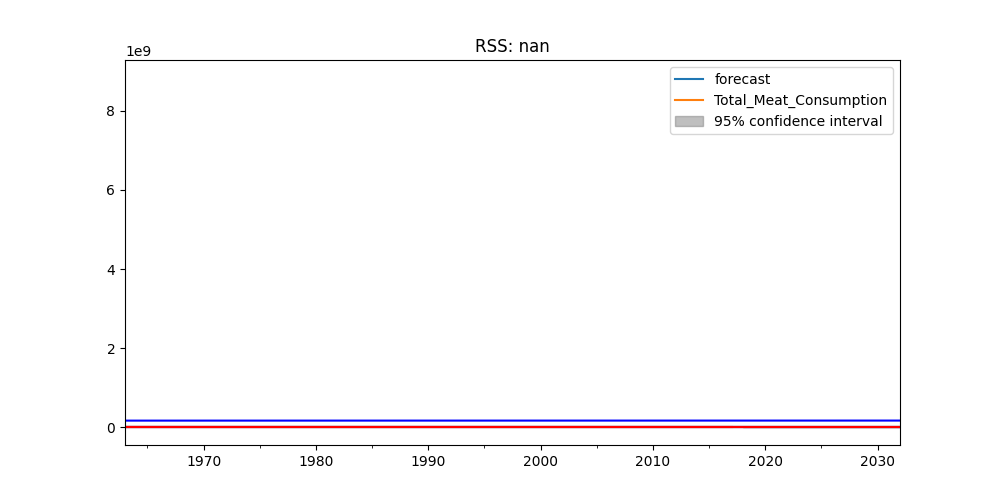 RSS: nan
1e9
forecast
Total_Meat_Consumption
95% confidence interval
8
6
4
2
0
1970 1980 1990 2000 2010 2020 2030